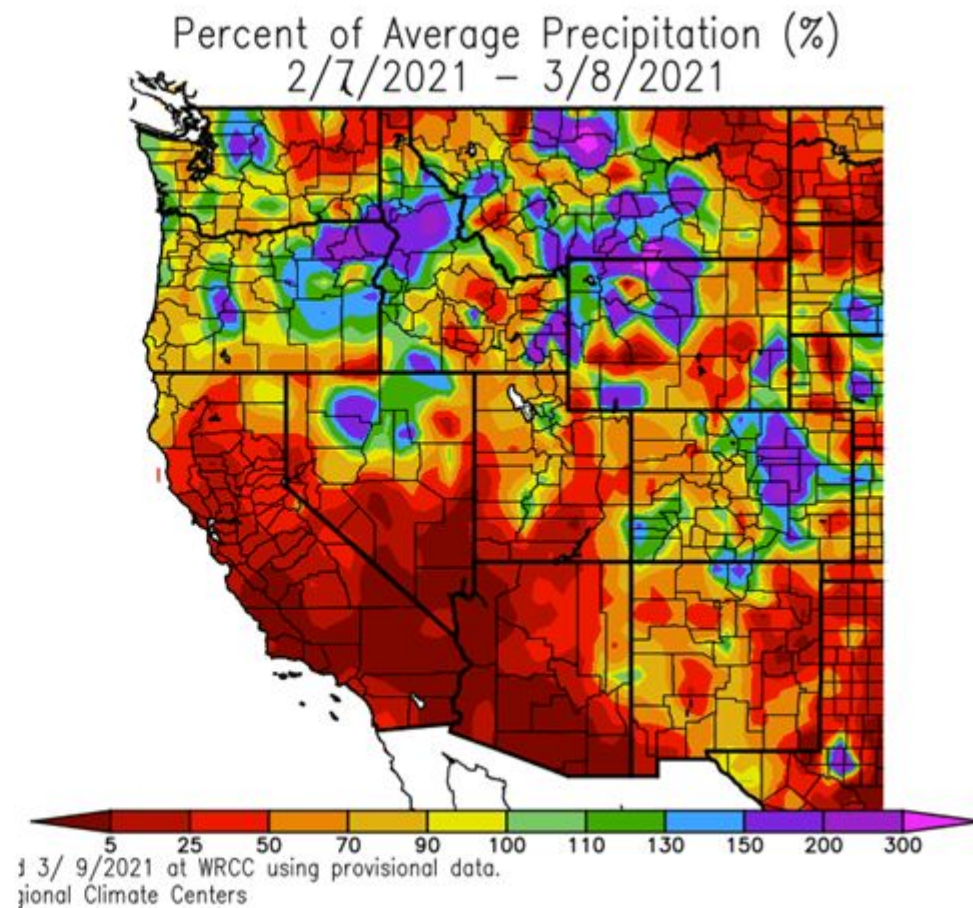 Percent of Average Precipitation (%)
2/7/2021 – 3/8/2021
5 25 50 70 90 100 110 130 150 200 300
3/ 9/2021 at WRCC using provisional data.
Climate Centers